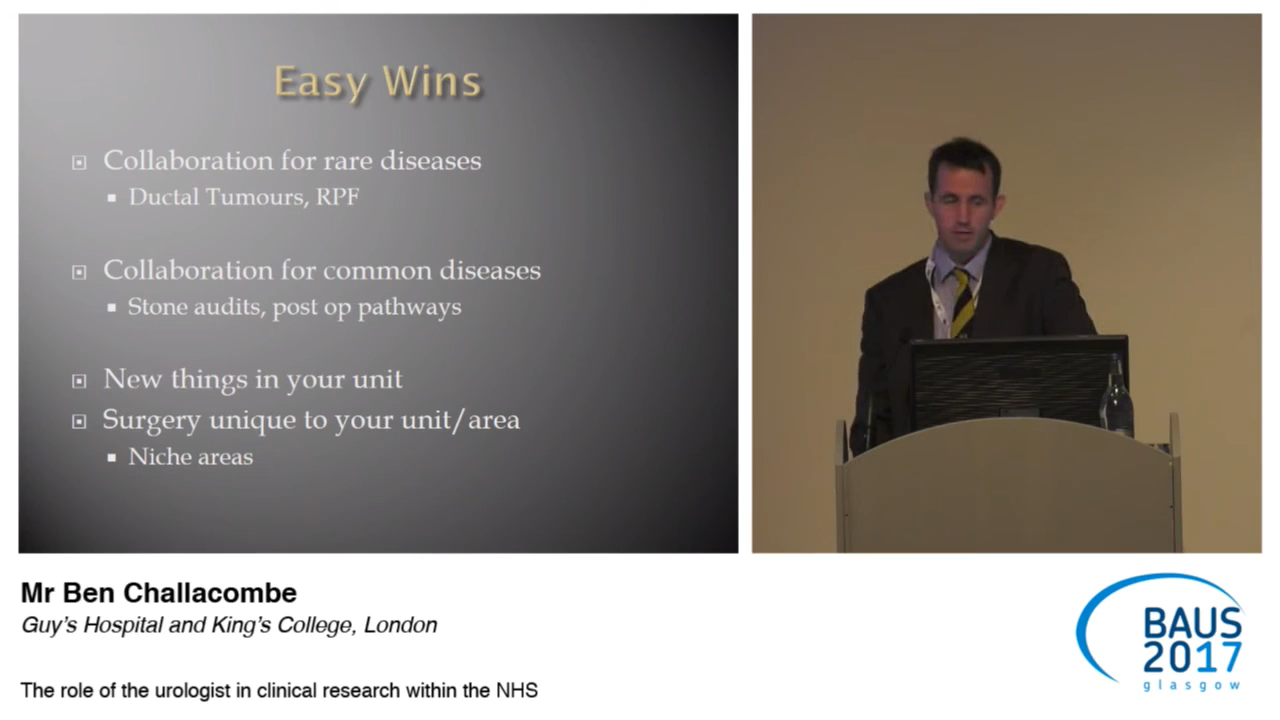 Easy Wins
Collaboration for rare diseases
Ductal Tumours, RPF
Collaboration for common diseases
Stone audits, post op pathways
New things in your unit
Surgery unique to your unit/area
Niche areas
Mr Ben Challacombe
Guy's Hospital and King's College, London
The role of the urologist in clinical research within the NHS
BAUS
2017
glasgow